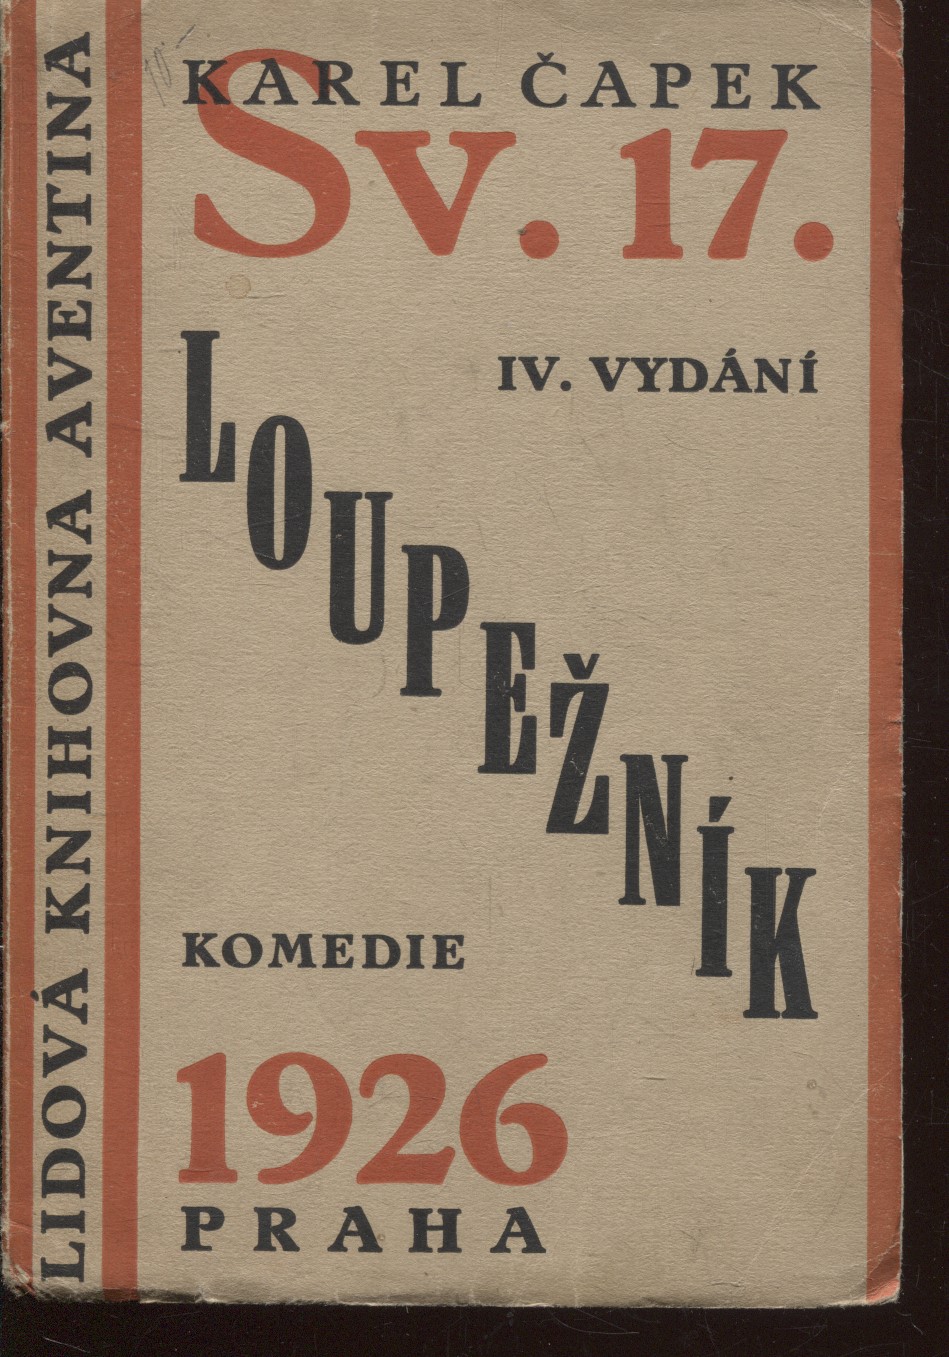 KAREL ČAPEK
Sv. 17.
IV. VYDÁNÍ
LOUPEŽNÍK
KOMEDIE
1926
PRAHA
LIDOVÁ KNIHOVNA AVENTINA